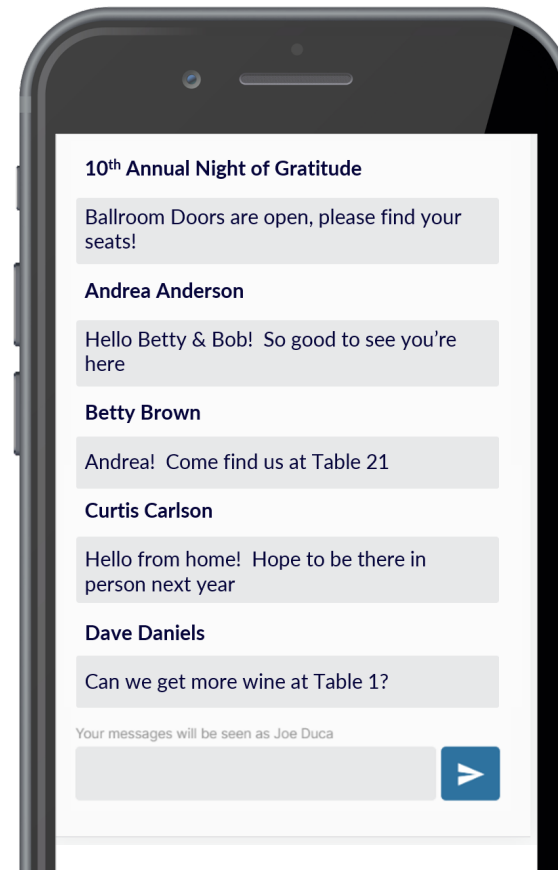 10th Annual Night of Gratitude
Ballroom Doors are open, please find your
seats!
Andrea Anderson
Hello Betty & Bob!  So good to see you’re
here
Betty Brown
Andrea!  Come find us at Table 21
Curtis Carlson
Hello from home!  Hope to be there in
person next year
Dave Daniels
Can we get more wine at Table 1?
Your messages will be seen as Joe Duca